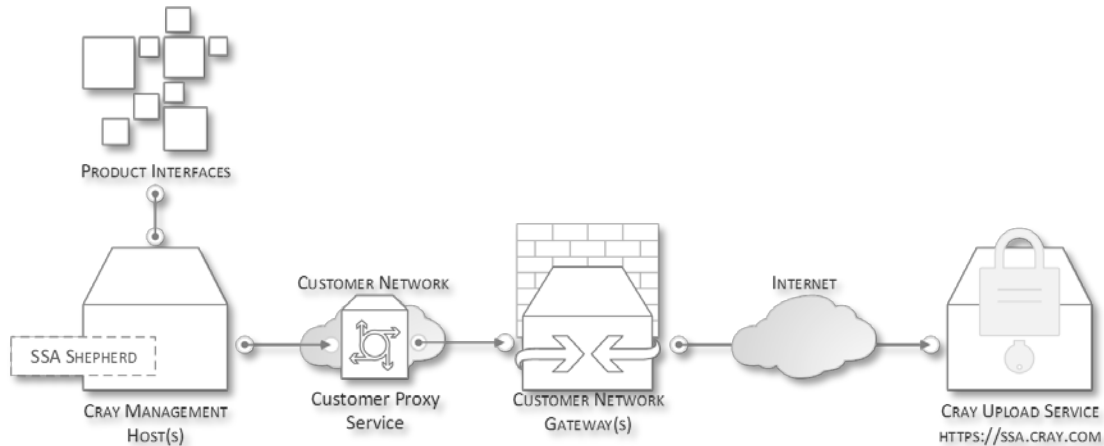 PRODUCT INTERFACES
CUSTOMER NETWORK
INTERNET
SSA SHEPHERD
CRAY MANAGEMENT
HOST(S)
Customer Proxy
Service
CUSTOMER NETWORK
GATEWAY(S)
CRAY UPLOAD SERVICE
HTTPS://SSA.CRAY.COM